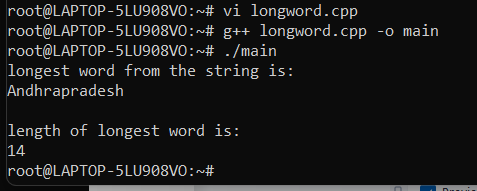 root@LAPTOP-5LU908VO:~# vi longword.cpp
root@LAPTOP-5LU908VO:~# g++ longword.cpp -o main
root@LAPTOP-5LU908VO:~# ./main
longest word from the string is:
Andhrapradesh

length of longest word is:
14
root@LAPTOP-5LU908VO:~#